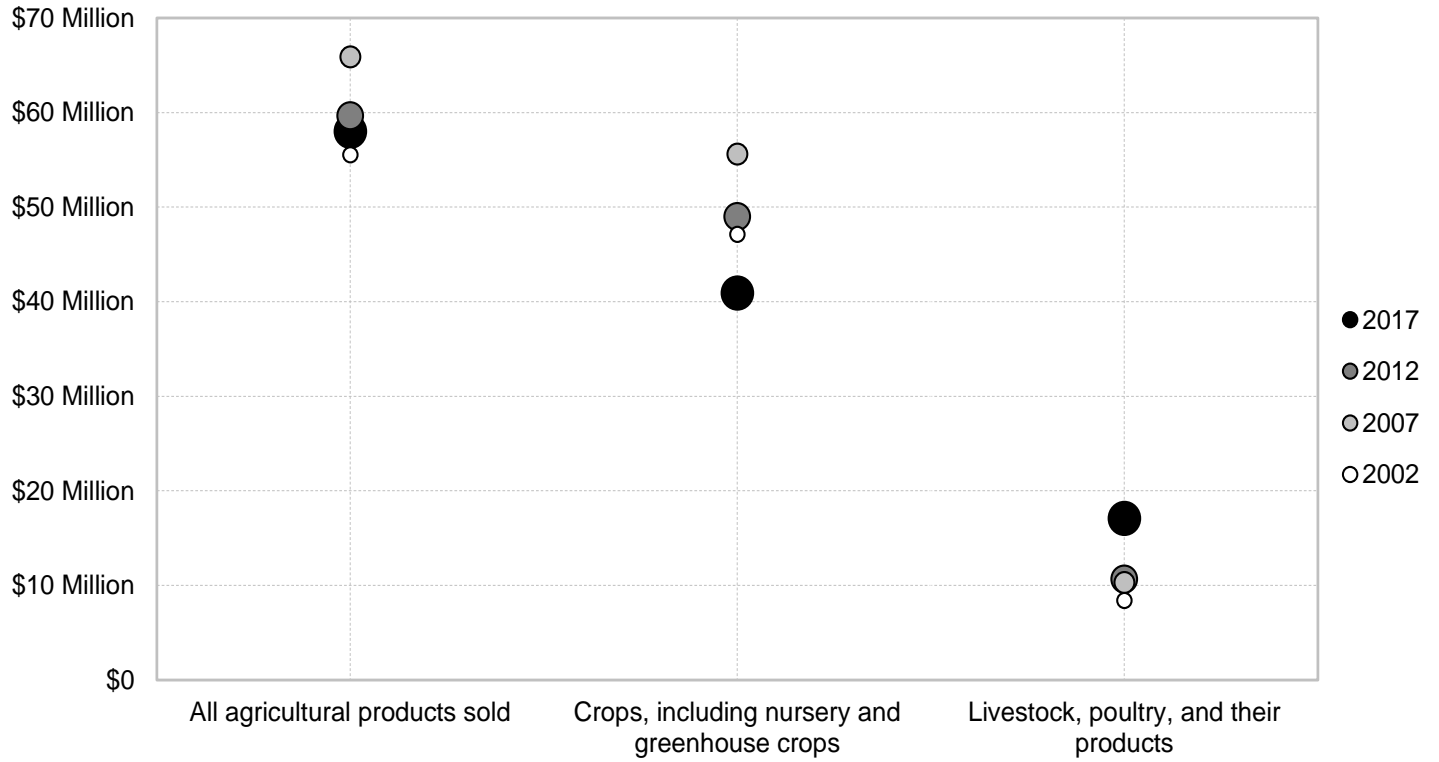 $70 Million
$60 Million
$50 Million
$40 Million
$30 Million
$20 Million
$10 Million
$0
All agricultural products sold
Crops, including nursery and
greenhouse crops
Livestock, poultry, and their
products
2017
2012
2007
2002